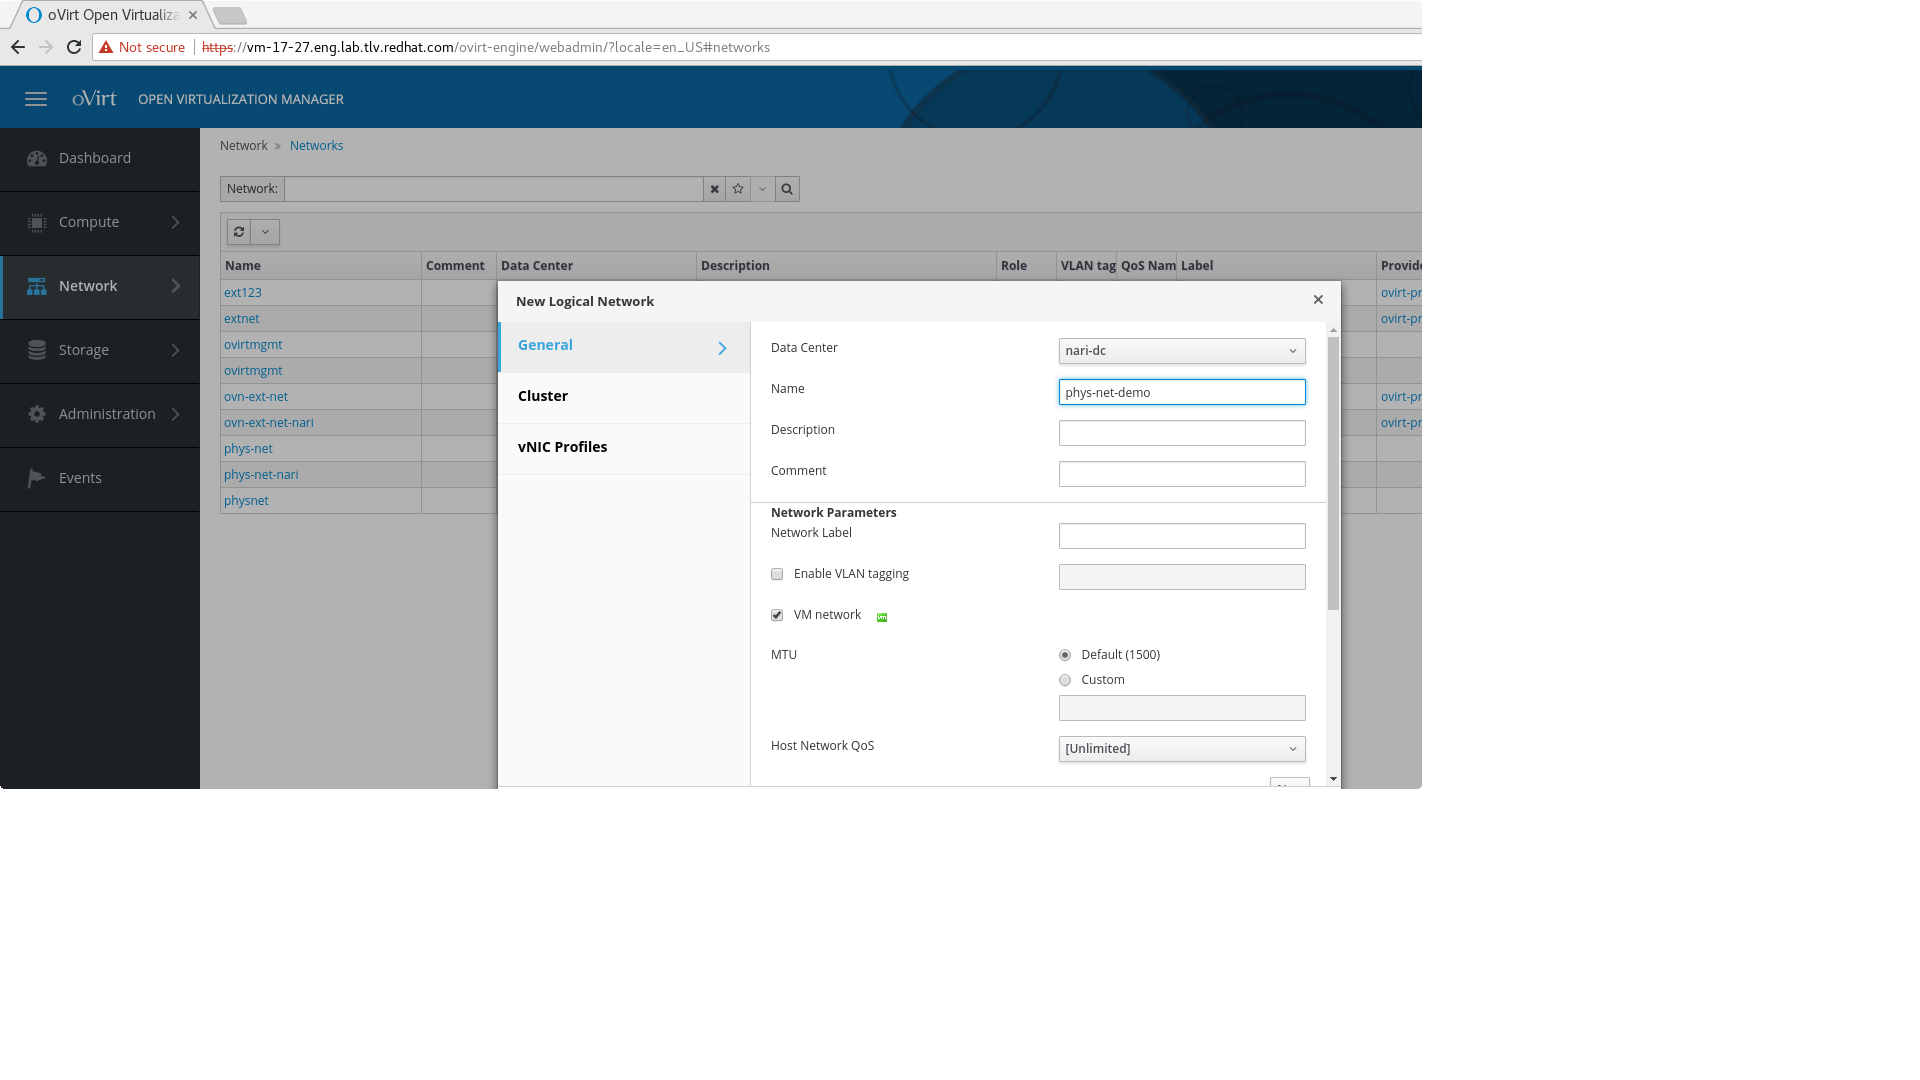 oVirt Open Virtualiza
Not secure https://vm-17-27.eng.lab.tlv.redhat.com/ovirt-engine/webadmin/?locale=en_US#networks
oVirt OPEN VIRTUALIZATION MANAGER
Dashboard
Compute
Network
Storage
Administration
Events
Network » Networks
Network:
Name Comment Data Center Description Role VLAN tag QoS Nam Label Provide
ext123 ovirt-pr
extnet ovirt-pr
ovirtmgmt
ovirtmgmt
ovn-ext-net ovirt-pr
ovn-ext-net-nari ovirt-pr
phys-net
phys-net-nari
physnet
New Logical Network
General
Cluster
vNIC Profiles
Data Center nari-dc
Name phys-net-demo
Description
Comment
Network Parameters
Network Label
Enable VLAN tagging
VM network
MTU Default (1500)
Custom
Host Network QoS [Unlimited]